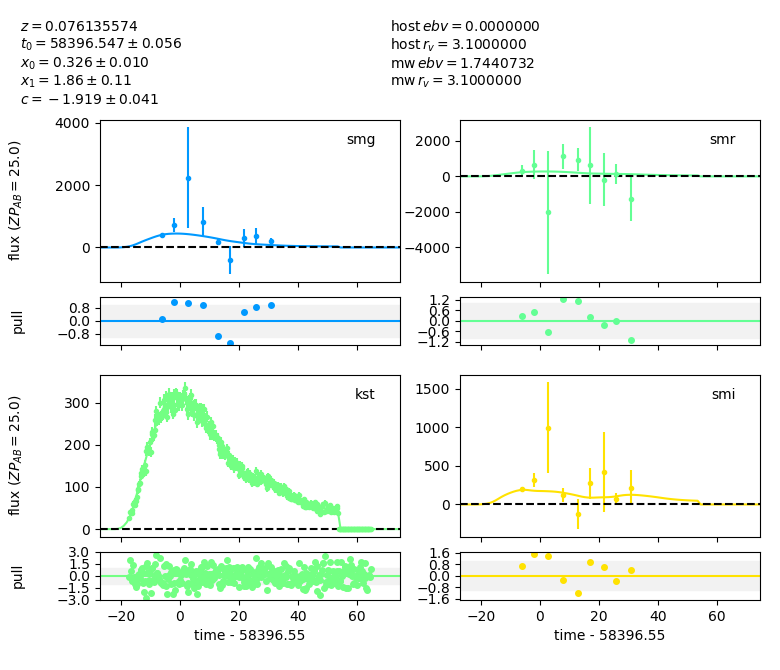 z = 0.076135574
t₀ = 58396.547 ± 0.056
x₀ = 0.326 ± 0.010
x₁ = 1.86 ± 0.11
c = −1.919 ± 0.041
host ebv = 0.0000000
host r_v = 3.1000000
mw ebv = 1.7440732
mw r_v = 3.1000000
smg
4000
2000
0
flux (ZP_AB = 25.0)
smr
2000
0
−2000
−4000
0.8
0.0
−0.8
pull
1.2
0.6
0.0
−0.6
−1.2
kst
300
200
100
0
flux (ZP_AB = 25.0)
smi
1500
1000
500
0
3.0
1.5
0.0
−1.5
−3.0
pull
−20 0 20 40 60
time - 58396.55
1.6
0.8
0.0
−0.8
−1.6
−20 0 20 40 60
time - 58396.55